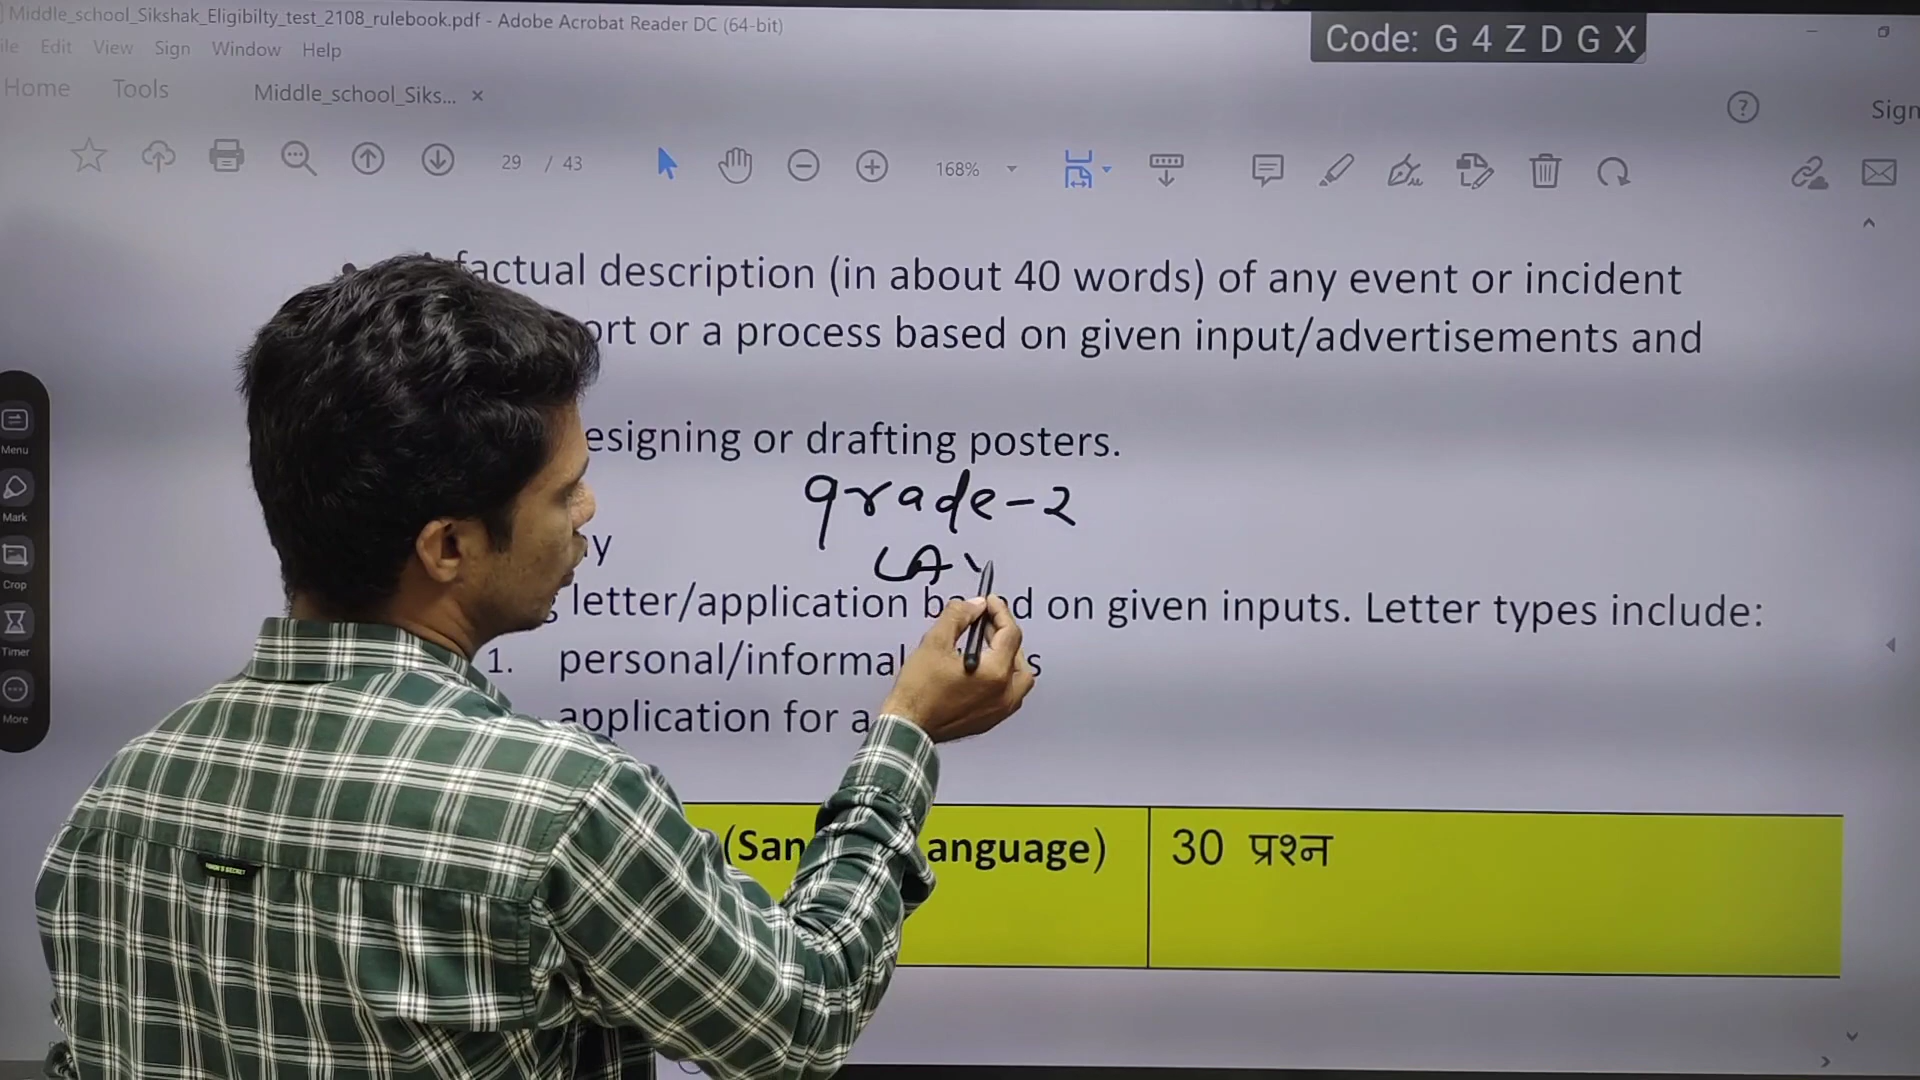 Middle_school_Sikshak_Eligibilty_test_2108_rulebook.pdf - Adobe Acrobat Reader DC (64-bit)
Code: G 4 Z D G X
Edit View Sign Window Help
Home Tools Middle_school_Siks... ×
Sign
29 / 43 168%
factual description (in about 40 words) of any event or incident
or a process based on given input/advertisements and
Menu
esigning or drafting posters.
Mark
grade-2
(A
Crop
letter/application on given inputs. Letter types include:
Timer
1. personal/informal
More
application for a
(San anguage) 30 प्रश्न